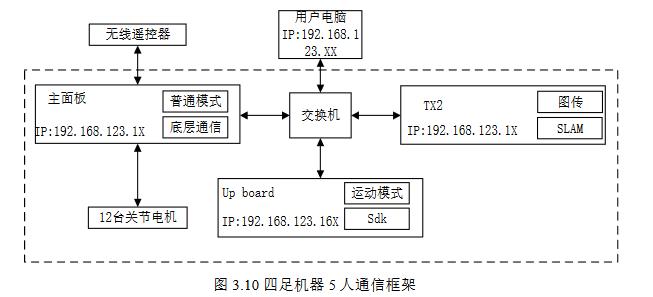 无线遥控器
用户电脑
IP:192.168.1
23.XX
主面板
普通模式
IP:192.168.123.1X
底层通信
交换机
TX2
图传
IP:192.168.123.1X
SLAM
12台关节电机
Up board
运动模式
IP:192.168.123.16X
Sdk
图 3.10 四足机器 5 人通信框架